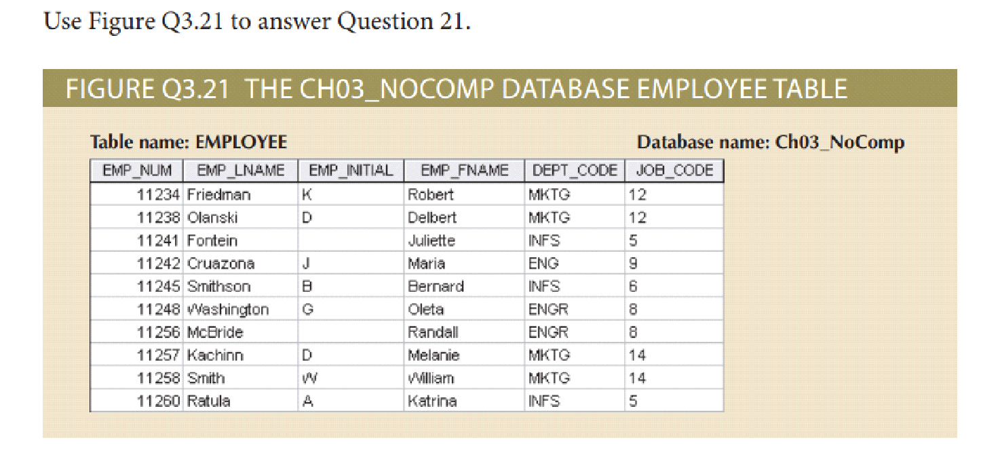 Use Figure Q3.21 to answer Question 21.
FIGURE Q3.21 THE CH03_NOCOMP DATABASE EMPLOYEE TABLE
Table name: EMPLOYEE Database name: Ch03_NoComp
EMP_NUM EMP_LNAME EMP_INITIAL EMP_FNAME DEPT_CODE JOB_CODE
11234 Friedman K Robert MKTG 12
11238 Olanski D Delbert MKTG 12
11241 Fontein Juliette INFS 5
11242 Cruazona J Maria ENG 9
11245 Smithson B Bernard INFS 6
11248 Washington G Oleta ENGR 8
11256 McBride Randall ENGR 8
11257 Kachinn D Melanie MKTG 14
11258 Smith W William MKTG 14
11260 Ratula A Katrina INFS 5